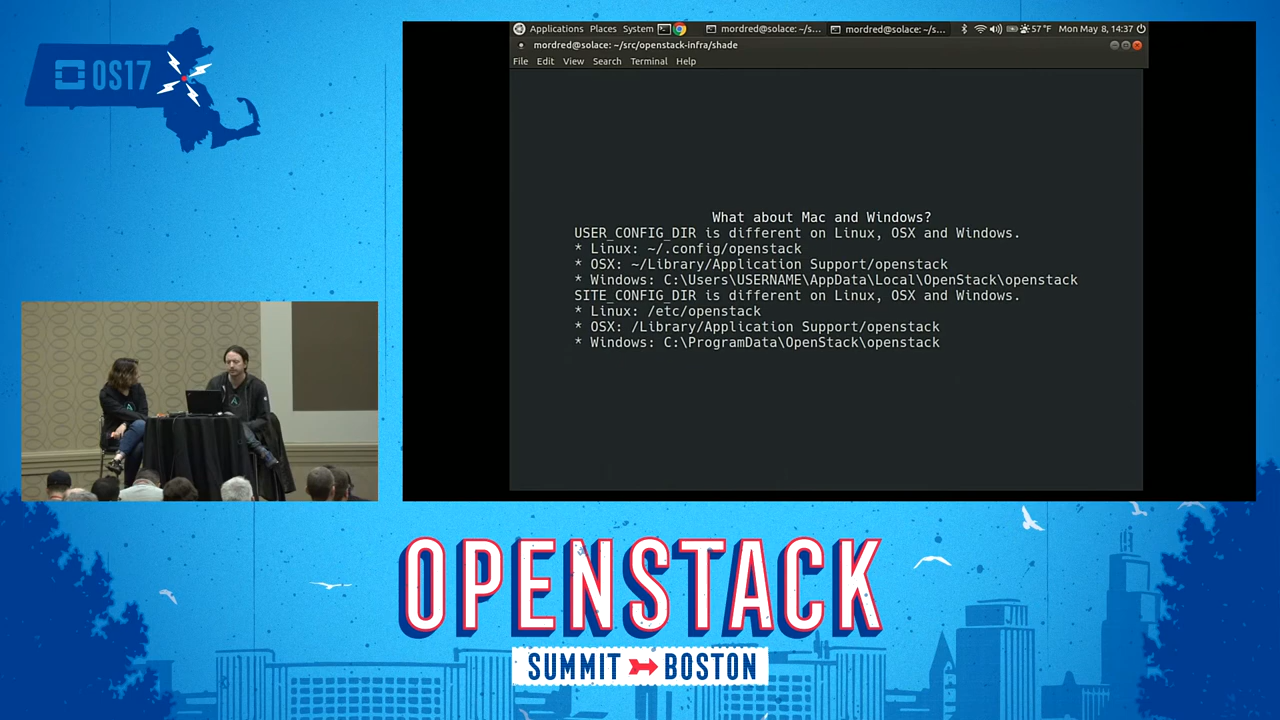 OS17
Applications Places System mordred@solace: ~/s... mordred@solace: ~/s... 57 °F Mon May 8, 14:37
mordred@solace: ~/src/openstack-infra/shade
File Edit View Search Terminal Help
What about Mac and Windows?
USER_CONFIG_DIR is different on Linux, OSX and Windows.
* Linux: ~/.config/openstack
* OSX: ~/Library/Application Support/openstack
* Windows: C:\Users\USERNAME\AppData\Local\OpenStack\openstack
SITE_CONFIG_DIR is different on Linux, OSX and Windows.
* Linux: /etc/openstack
* OSX: /Library/Application Support/openstack
* Windows: C:\ProgramData\OpenStack\openstack
OPENSTACK
SUMMIT BOSTON